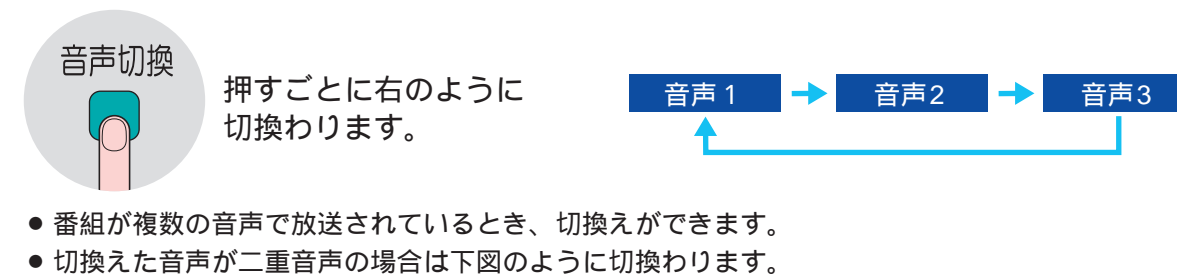 音声切換
押すごとに右のように
切換わります。
音声1 音声2 音声3
● 番組が複数の音声で放送されているとき、切換えができます。
● 切換えた音声が二重音声の場合は下図のように切換わります。